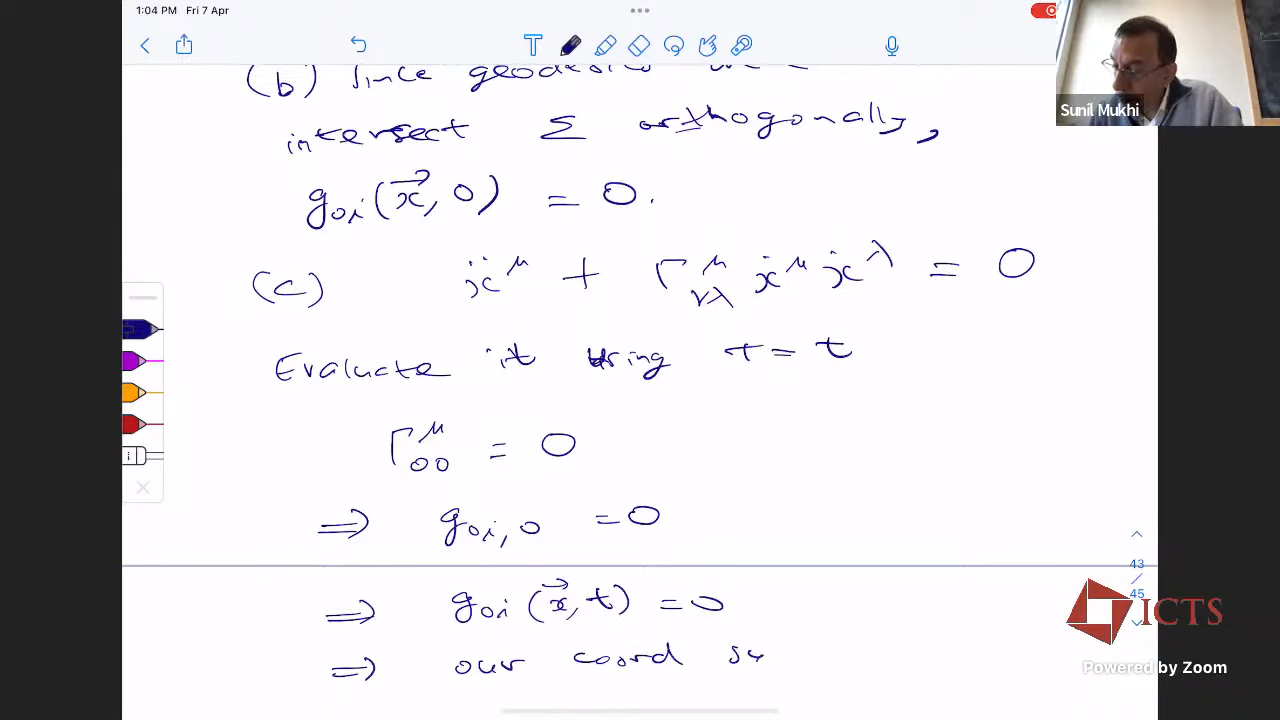 1:04 PM Fri 7 Apr
Sunil Mukhi
(b) Since geodesics
intersect Σ orthogonally,
g₀ᵢ(x⃗, 0) = 0.
(c) ẍ^μ + Γ^μ_νλ ẋ^μ ẋ^λ = 0
Evaluate it using τ = t
Γ^μ_00 = 0
⇒ g₀ᵢ,₀ = 0
43
/
45
⇒ g₀ᵢ(x⃗, t) = 0
⇒ our coord sy
ICTS
Powered by Zoom